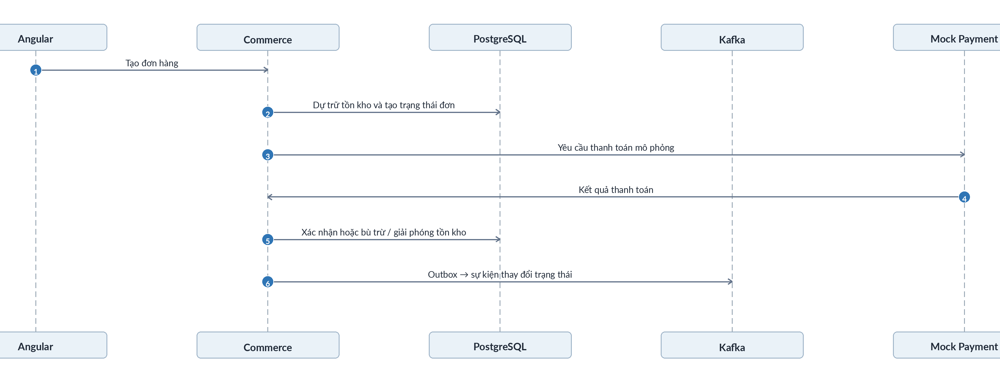 Angular
Commerce
PostgreSQL
Kafka
Mock Payment
Tạo đơn hàng
1
Dự trữ tồn kho và tạo trạng thái đơn
2
Yêu cầu thanh toán mô phỏng
3
Kết quả thanh toán
4
Xác nhận hoặc bù trừ / giải phóng tồn kho
5
Outbox → sự kiện thay đổi trạng thái
6
Angular
Commerce
PostgreSQL
Kafka
Mock Payment